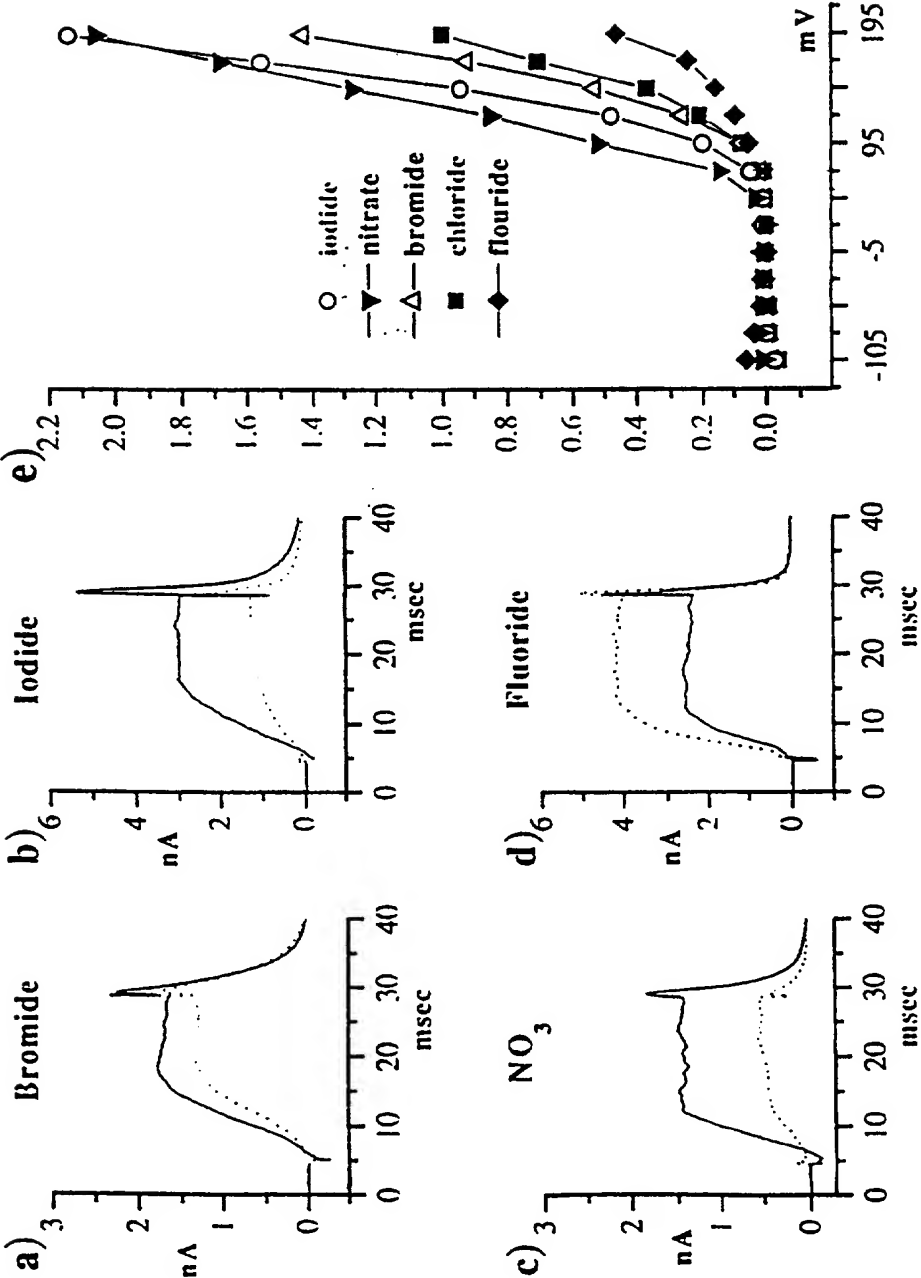 a)
Bromide
3
2
1
0
nA
0
10
20
30
40
msec
b)
Iodide
6
4
2
0
nA
0
10
20
30
40
msec
c)
NO3
3
2
1
0
nA
0
10
20
30
40
msec
d)
Fluoride
6
4
2
0
nA
0
10
20
30
40
msec
e)
2.2
2.0
1.8
1.6
1.4
1.2
1.0
0.8
0.6
0.4
0.2
0.0
iodide
nitrate
bromide
chloride
flouride
-105
-5
95
195
mV